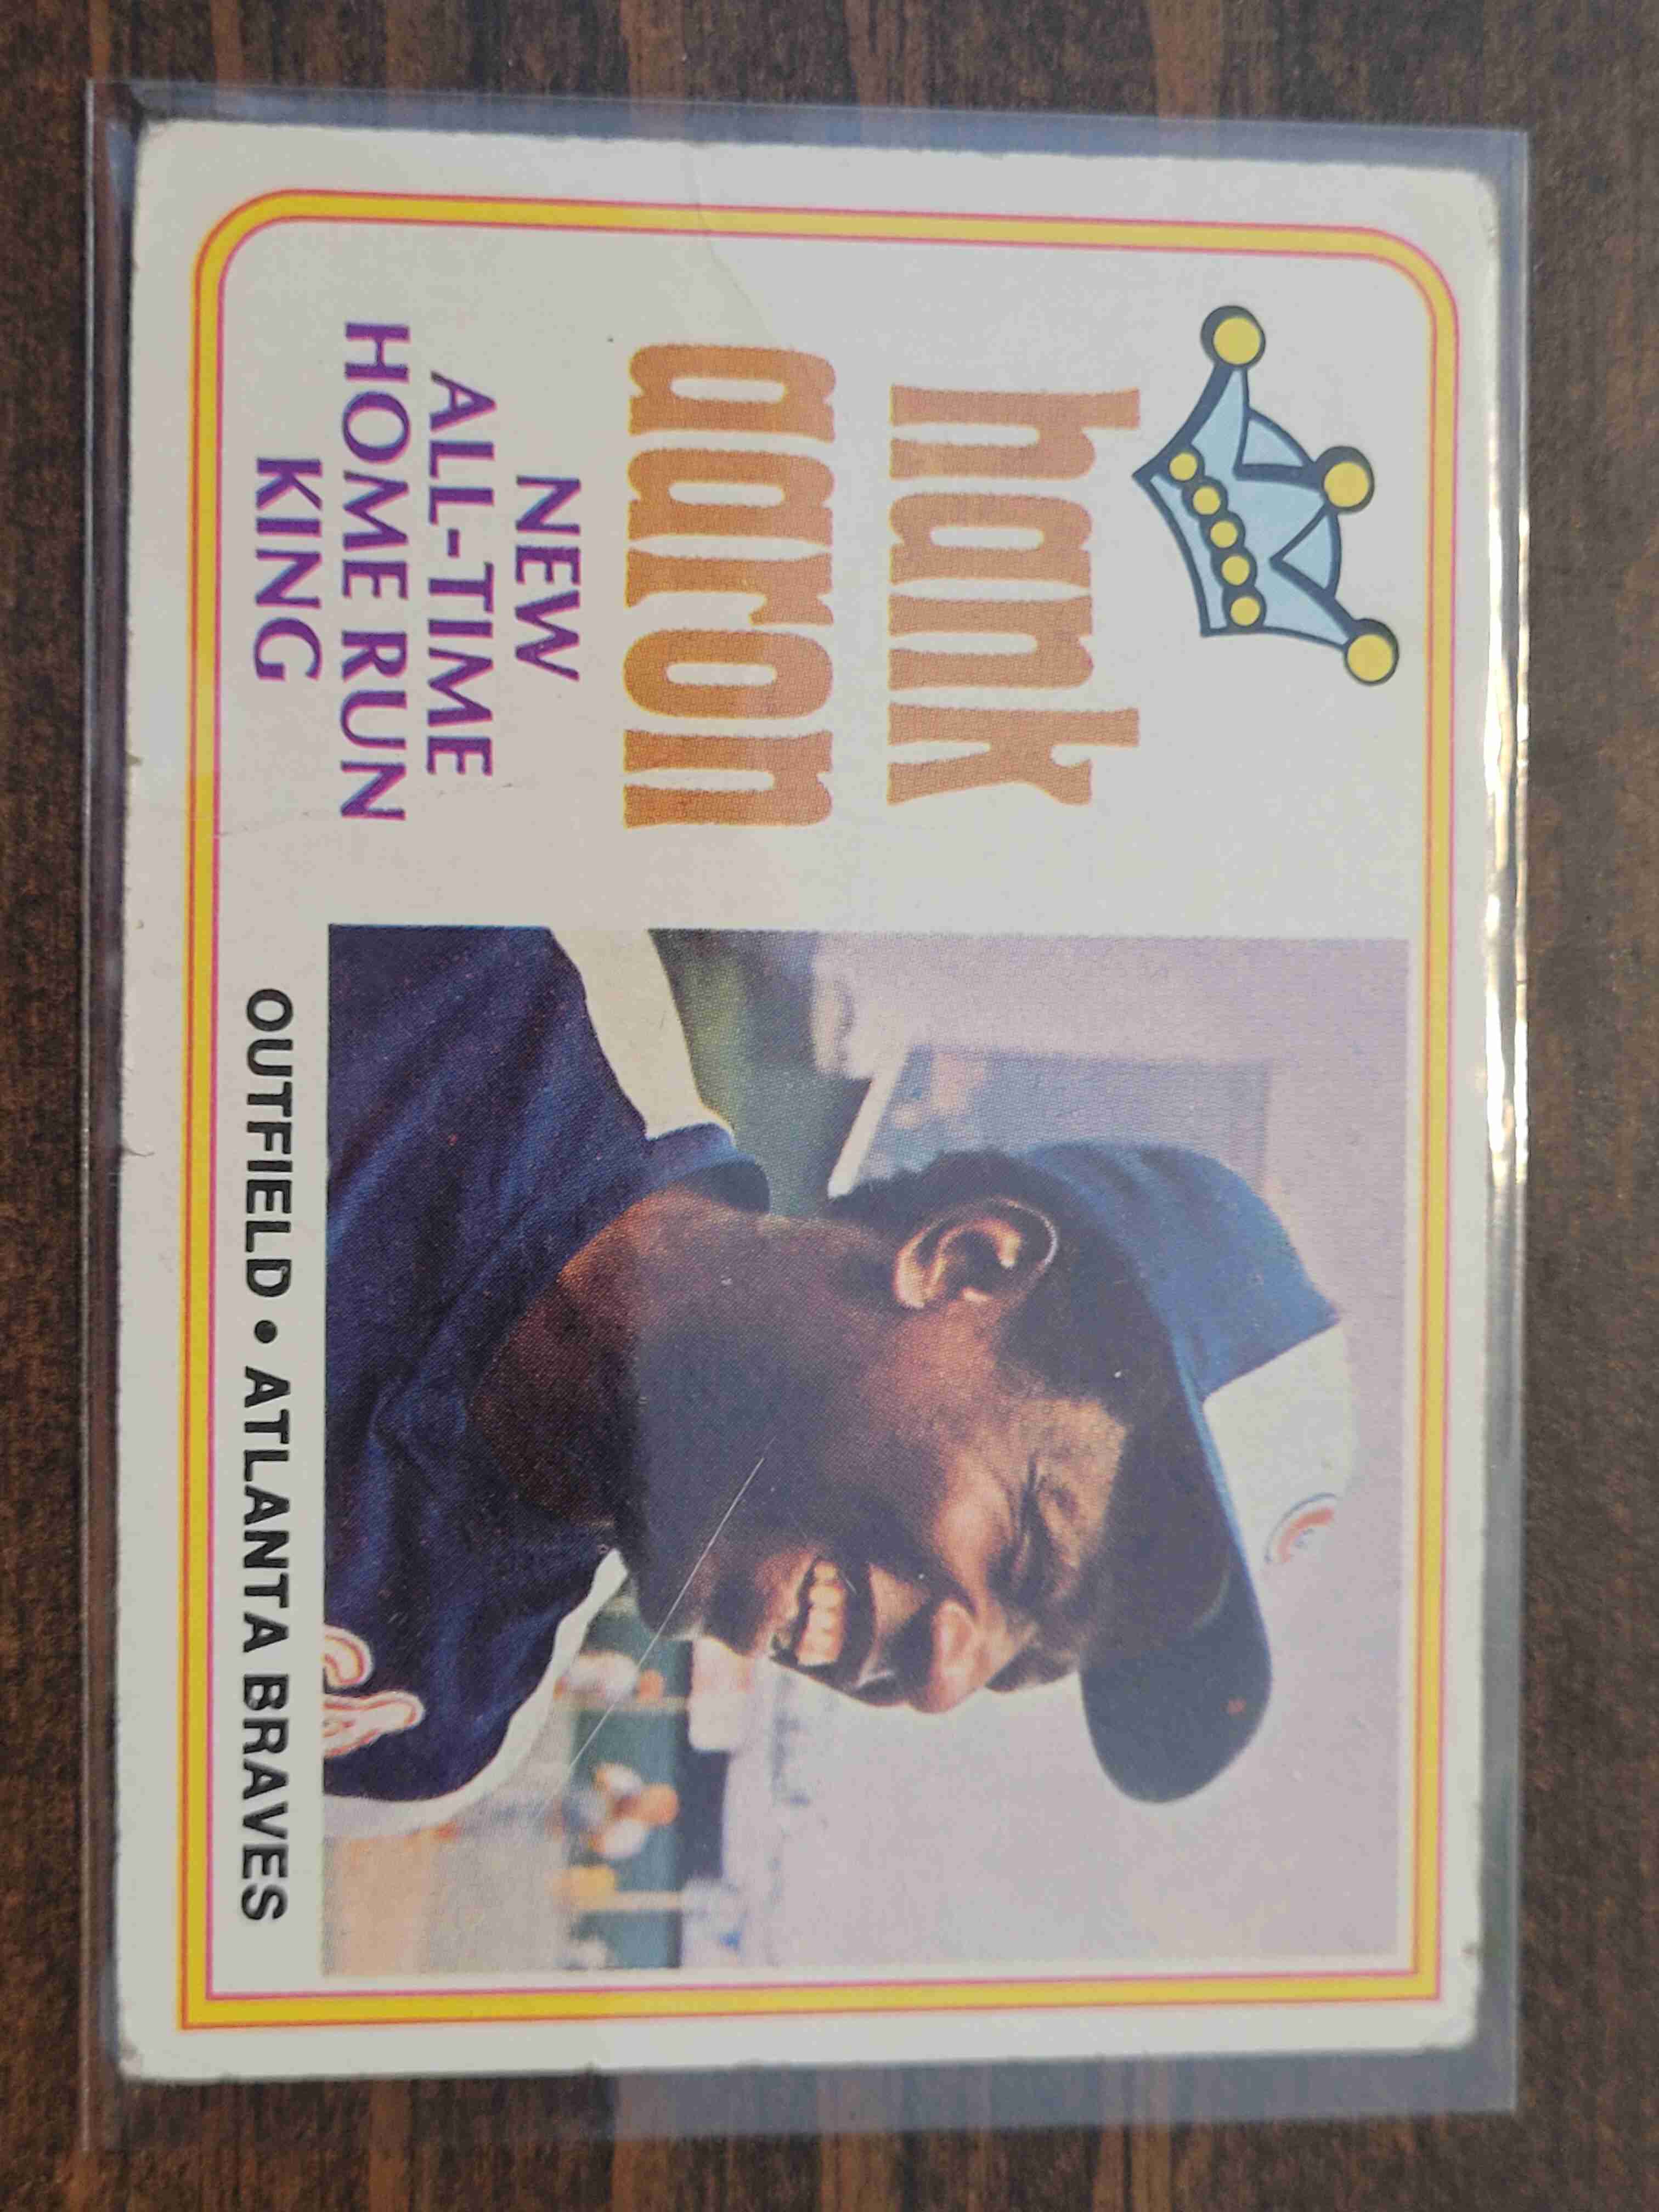 hank
aaron
NEW
ALL-TIME
HOME RUN
KING
OUTFIELD • ATLANTA BRAVES